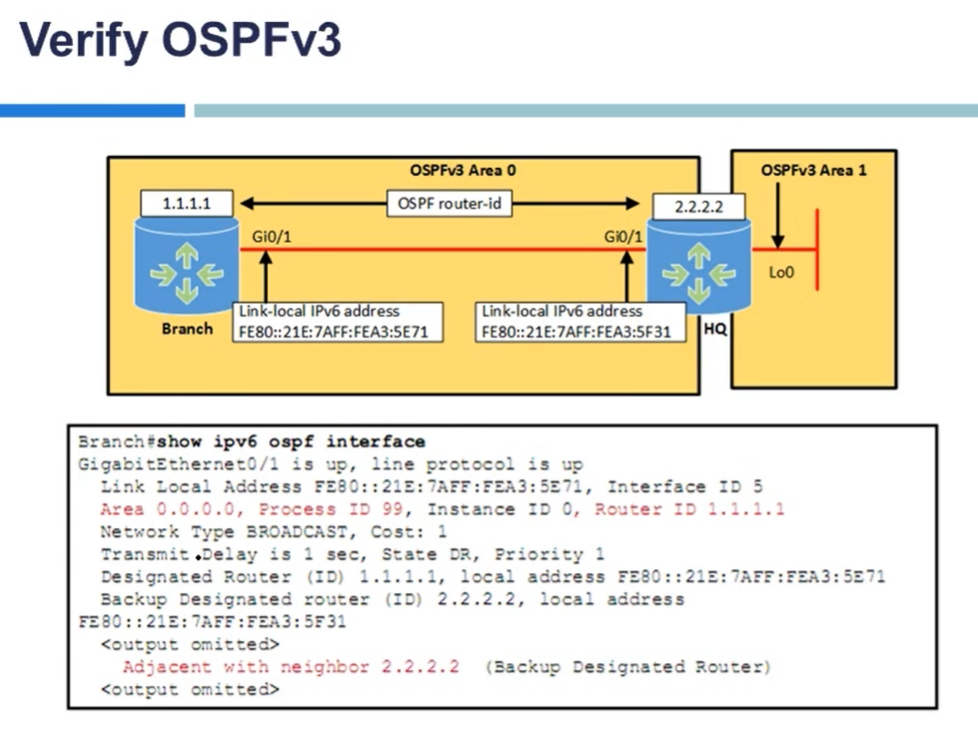 Verify OSPFv3
OSPFv3 Area 0
OSPFv3 Area 1
1.1.1.1
OSPF router-id
2.2.2.2
Gi0/1
Gi0/1
Lo0
Link-local IPv6 address
FE80::21E:7AFF:FEA3:5E71
Link-local IPv6 address
FE80::21E:7AFF:FEA3:5F31
Branch
HQ
Branch#show ipv6 ospf interface
GigabitEthernet0/1 is up, line protocol is up
Link Local Address FE80::21E:7AFF:FEA3:5E71, Interface ID 5
Area 0.0.0.0, Process ID 99, Instance ID 0, Router ID 1.1.1.1
Network Type BROADCAST, Cost: 1
Transmit Delay is 1 sec, State DR, Priority 1
Designated Router (ID) 1.1.1.1, local address FE80::21E:7AFF:FEA3:5E71
Backup Designated router (ID) 2.2.2.2, local address
FE80::21E:7AFF:FEA3:5F31
<output omitted>
Adjacent with neighbor 2.2.2.2 (Backup Designated Router)
<output omitted>